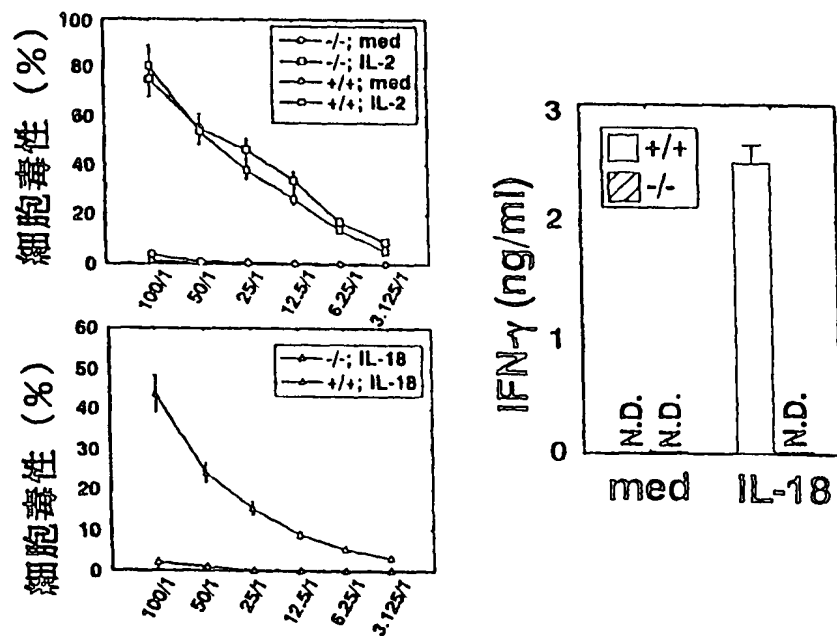 細胞毒性 (%)
100
80
60
40
20
0
-/-; med
-/-; IL-2
+/+; med
+/+; IL-2
100/1
50/1
25/1
12.5/1
6.25/1
3.125/1
細胞毒性 (%)
60
50
40
30
20
10
0
-/-; IL-18
+/+; IL-18
100/1
50/1
25/1
12.5/1
6.25/1
3.125/1
IFN-γ (ng/ml)
3
2
1
0
+/+
-/-
N.D.
N.D.
N.D.
med
IL-18